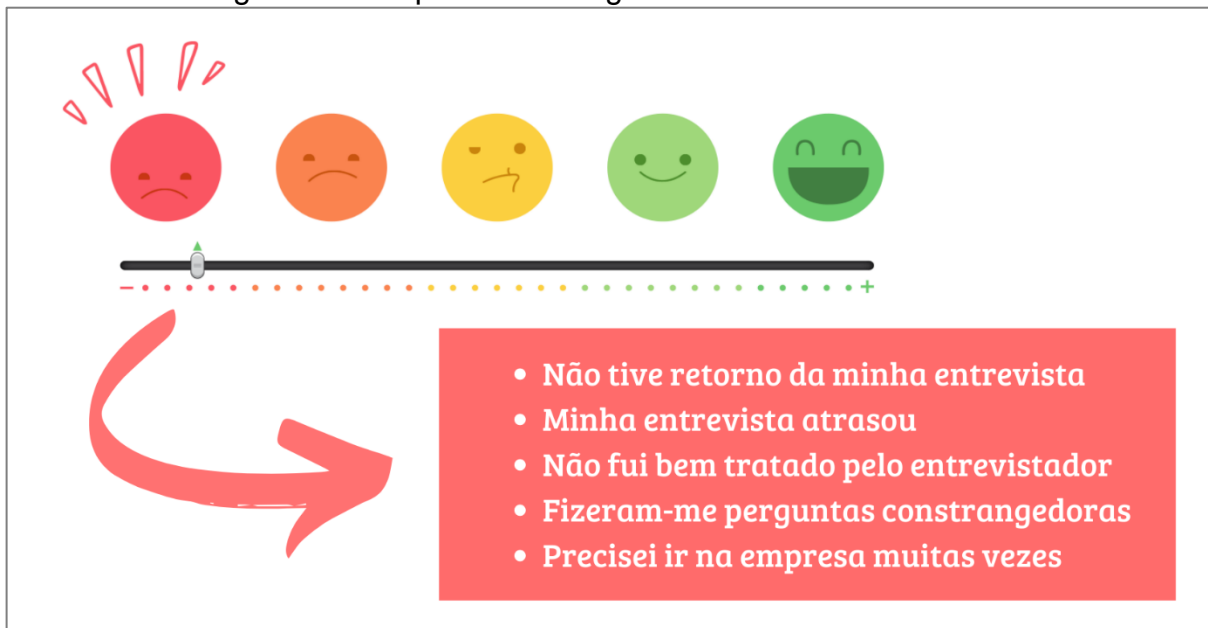 • Não tive retorno da minha entrevista
• Minha entrevista atrasou
• Não fui bem tratado pelo entrevistador
• Fizeram-me perguntas constrangedoras
• Precisei ir na empresa muitas vezes